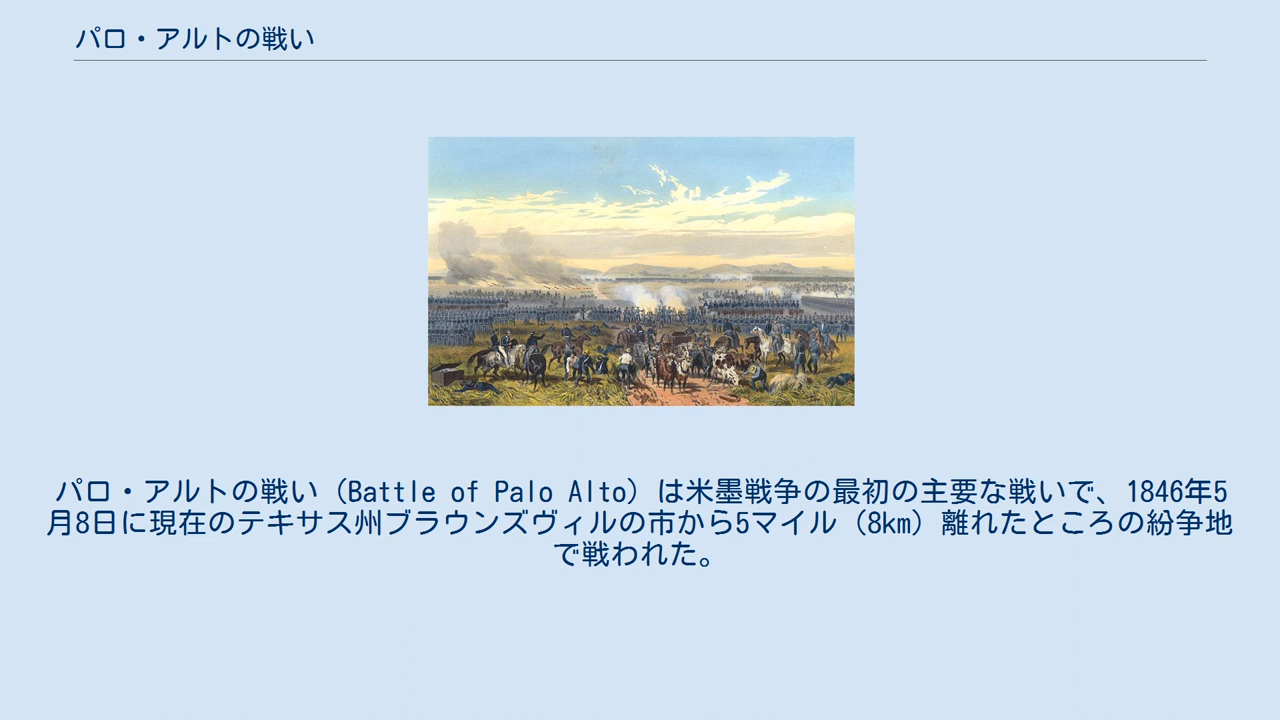 パロ・アルトの戦い
パロ・アルトの戦い（Battle of Palo Alto）は米墨戦争の最初の主要な戦いで、1846年5
月8日に現在のテキサス州ブラウンズヴィルの市から5マイル（8km）離れたところの紛争地
で戦われた。